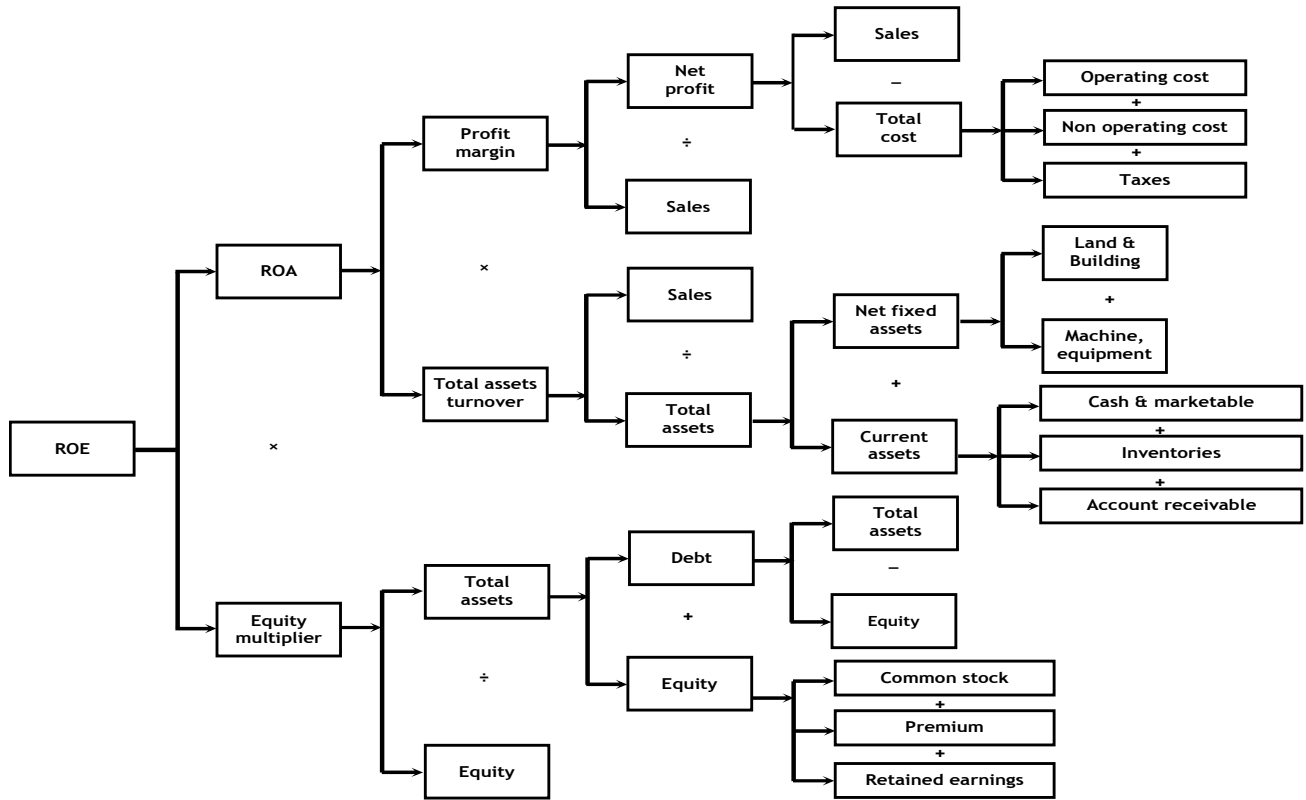 Sales
–
Net
profit
Total
cost
Operating cost
+
Non operating cost
+
Taxes
Profit
margin
÷
Sales
ROA
×
Sales
÷
Total assets
turnover
Total
assets
Net fixed
assets
+
Current
assets
Land &
Building
+
Machine,
equipment
Cash & marketable
+
Inventories
+
Account receivable
ROE
×
Equity
multiplier
Total
assets
÷
Equity
Debt
+
Equity
Total
assets
–
Equity
Common stock
+
Premium
+
Retained earnings